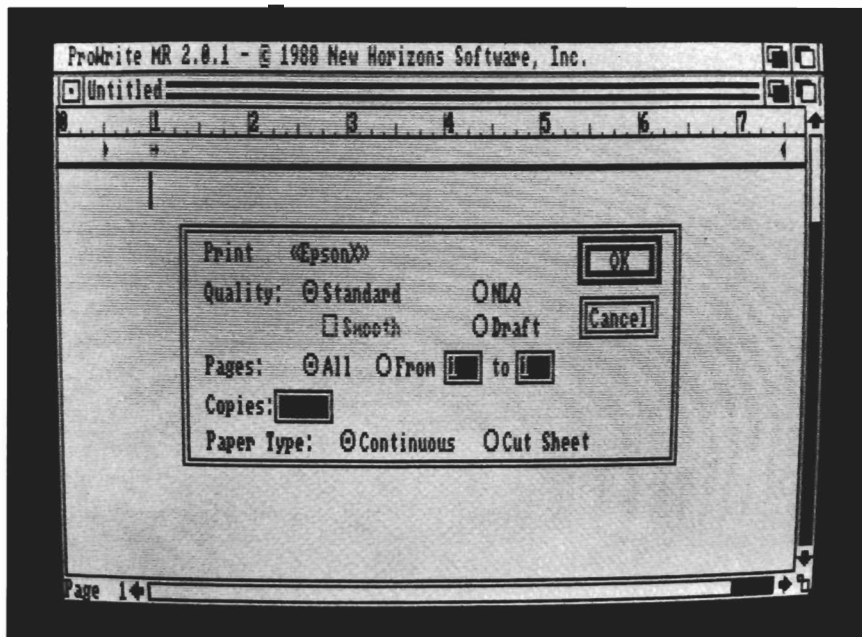 ProWrite MR 2.0.1 - © 1988 New Horizons Software, Inc.
Untitled
0 1 2 3 4 5 6 7
Print «EpsonX» OK
Quality: Standard NLQ
Smooth Draft Cancel
Pages: All From 1 to 1
Copies:
Paper Type: Continuous Cut Sheet
Page 1